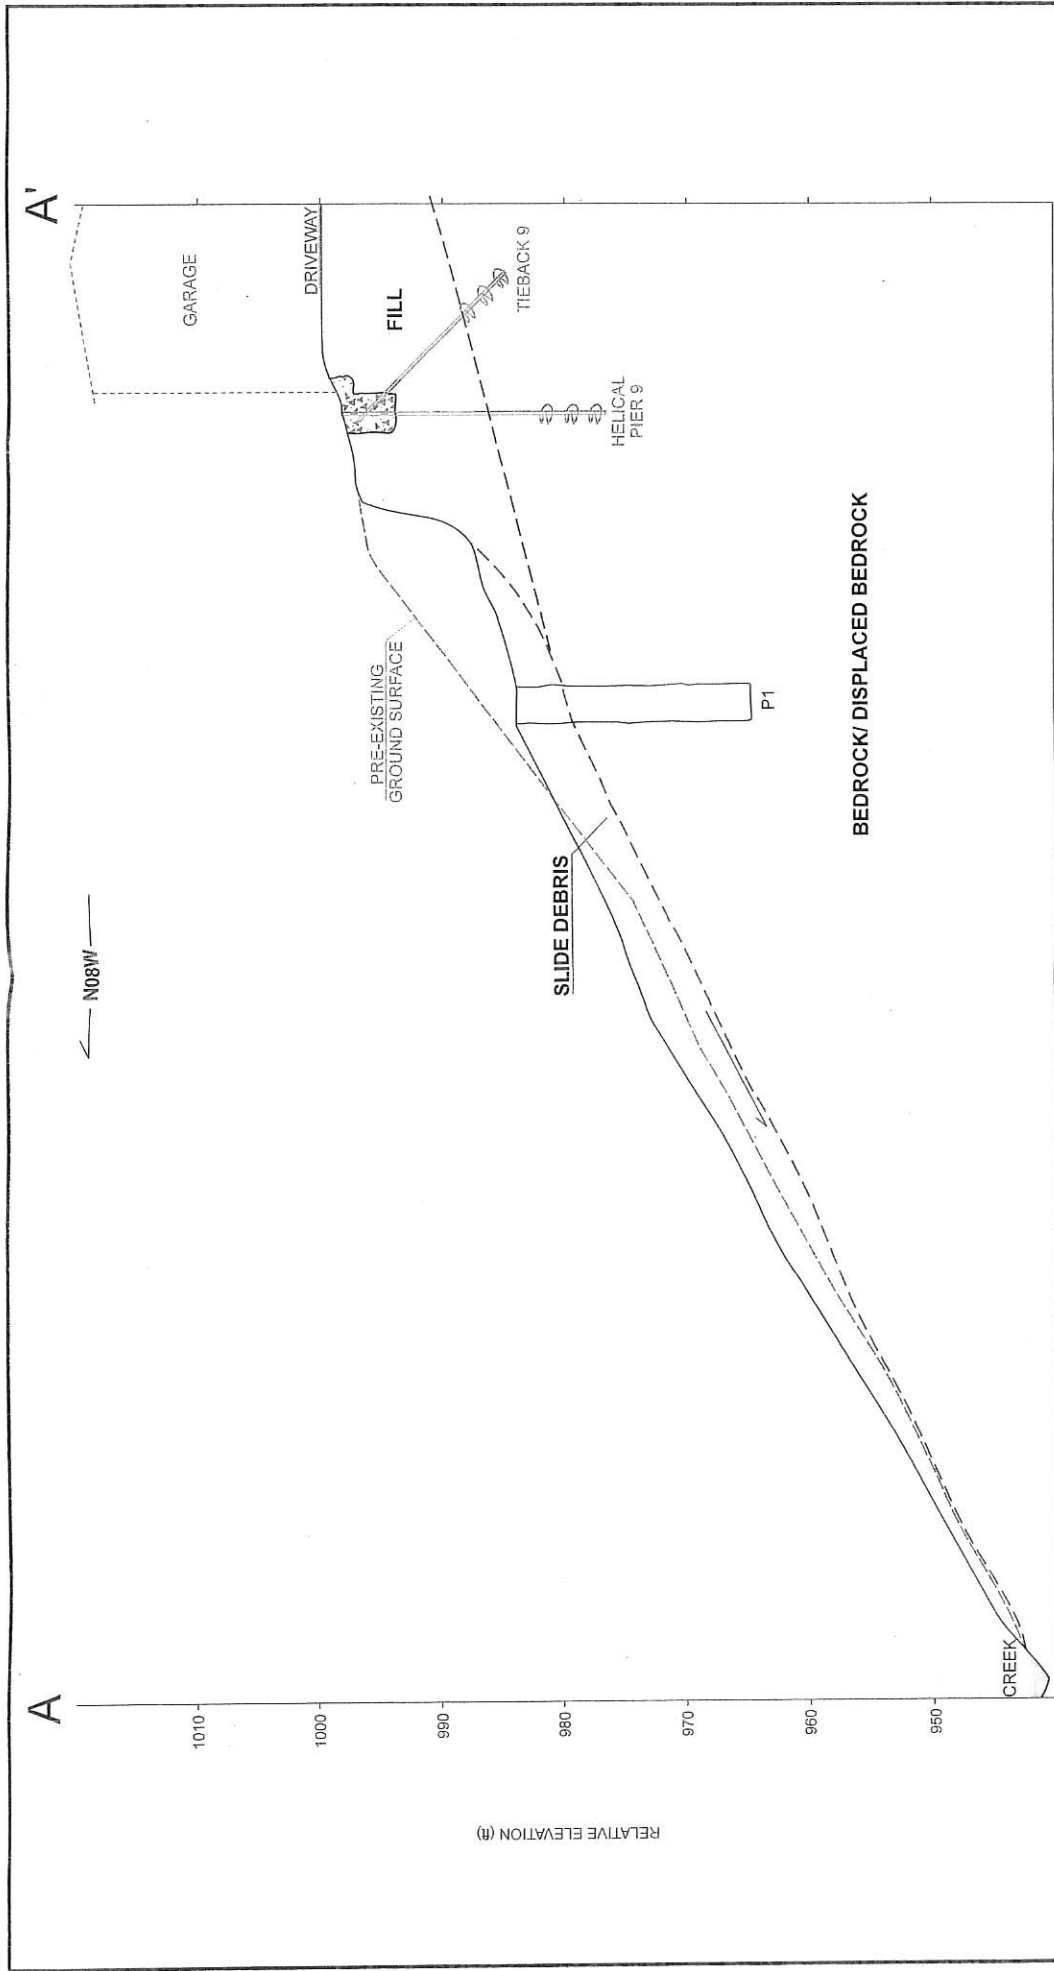 A
A'
N08W
GARAGE
DRIVEWAY
FILL
TIEBACK 9
HELICAL
PIER 9
PRE-EXISTING
GROUND SURFACE
SLIDE DEBRIS
P1
BEDROCK/ DISPLACED BEDROCK
CREEK
1010
1000
990
980
970
960
950
RELATIVE ELEVATION (ft)